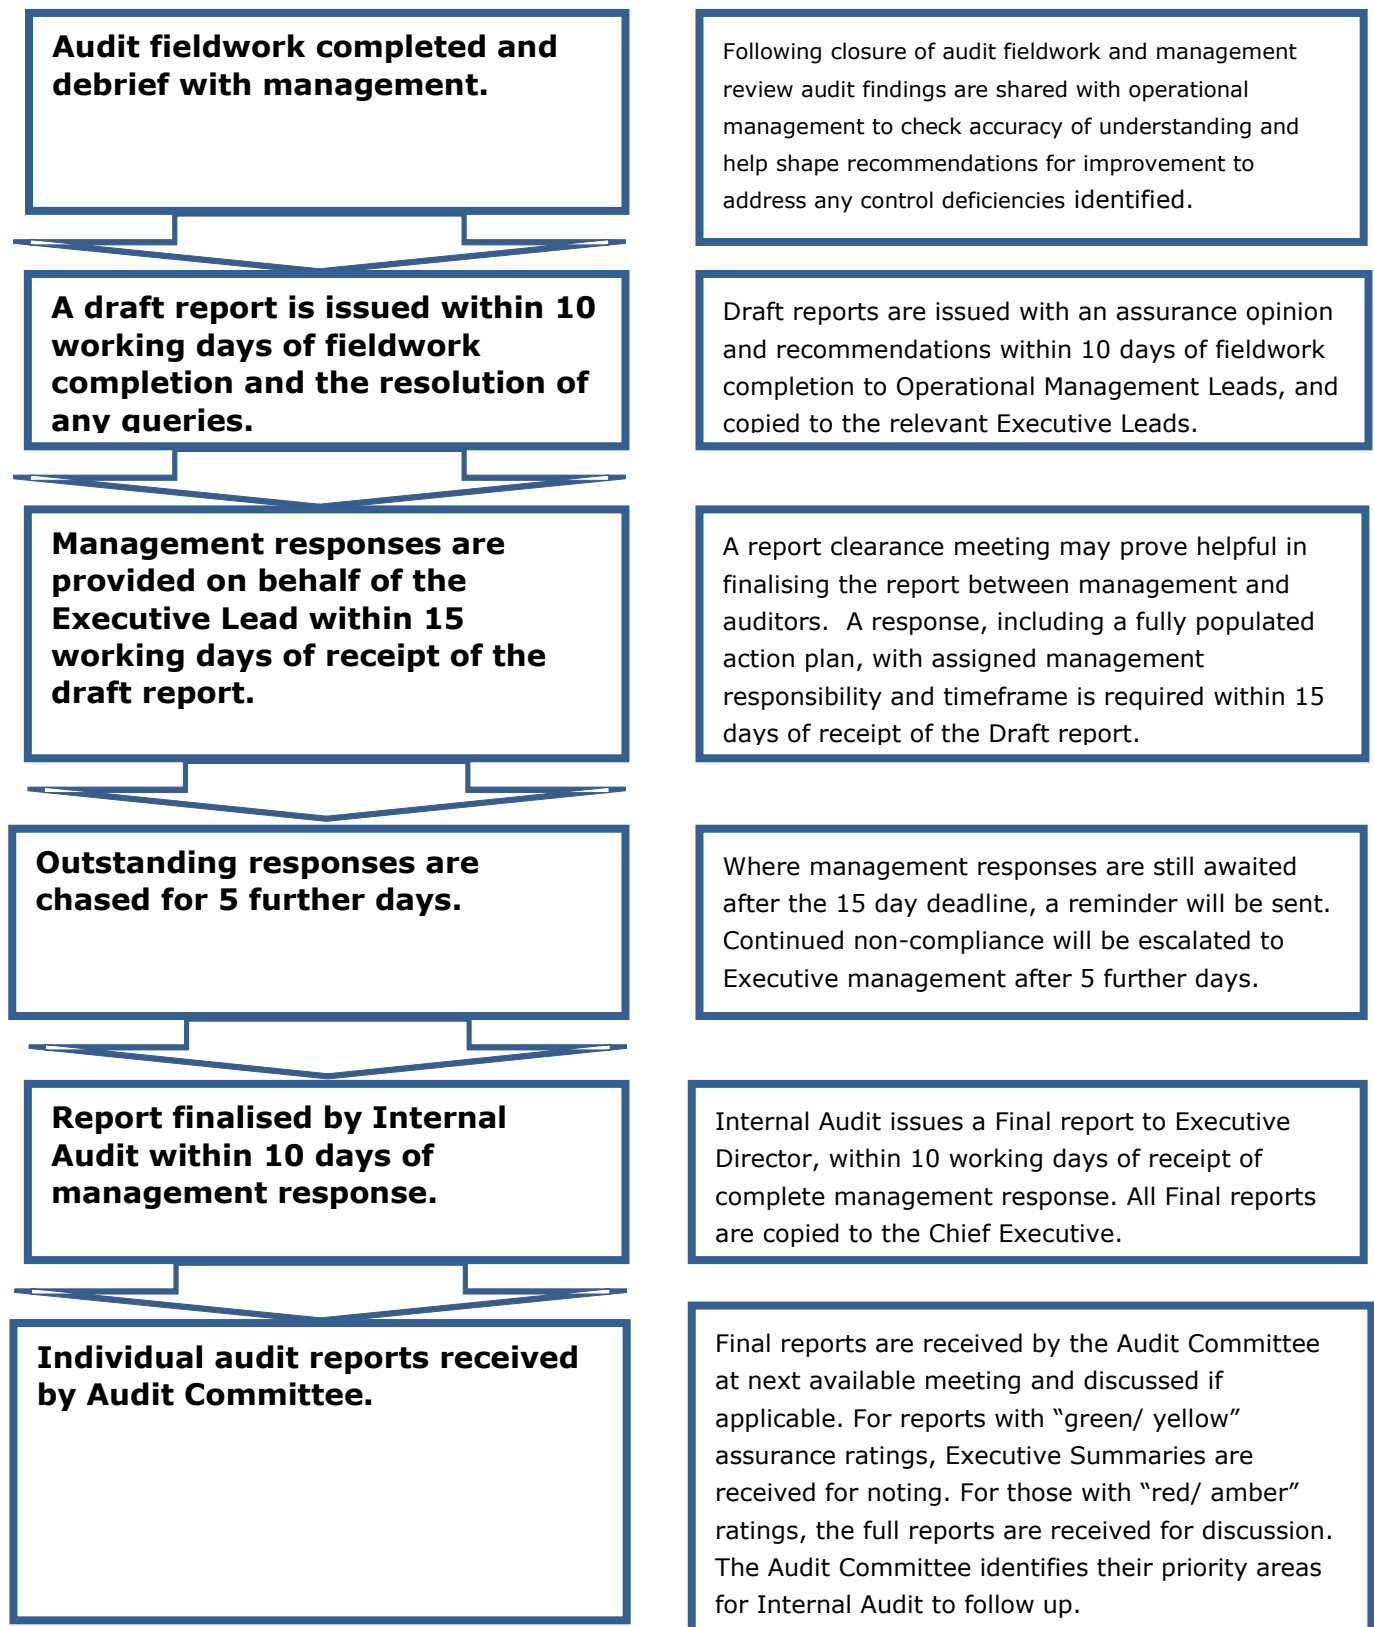 Audit fieldwork completed and
debrief with management.
Following closure of audit fieldwork and management
review audit findings are shared with operational
management to check accuracy of understanding and
help shape recommendations for improvement to
address any control deficiencies identified.
A draft report is issued within 10
working days of fieldwork
completion and the resolution of
any queries.
Draft reports are issued with an assurance opinion
and recommendations within 10 days of fieldwork
completion to Operational Management Leads, and
copied to the relevant Executive Leads.
Management responses are
provided on behalf of the
Executive Lead within 15
working days of receipt of the
draft report.
A report clearance meeting may prove helpful in
finalising the report between management and
auditors.  A response, including a fully populated
action plan, with assigned management
responsibility and timeframe is required within 15
days of receipt of the Draft report.
Outstanding responses are
chased for 5 further days.
Where management responses are still awaited
after the 15 day deadline, a reminder will be sent.
Continued non-compliance will be escalated to
Executive management after 5 further days.
Report finalised by Internal
Audit within 10 days of
management response.
Internal Audit issues a Final report to Executive
Director, within 10 working days of receipt of
complete management response. All Final reports
are copied to the Chief Executive.
Individual audit reports received
by Audit Committee.
Final reports are received by the Audit Committee
at next available meeting and discussed if
applicable. For reports with “green/ yellow”
assurance ratings, Executive Summaries are
received for noting. For those with “red/ amber”
ratings, the full reports are received for discussion.
The Audit Committee identifies their priority areas
for Internal Audit to follow up.